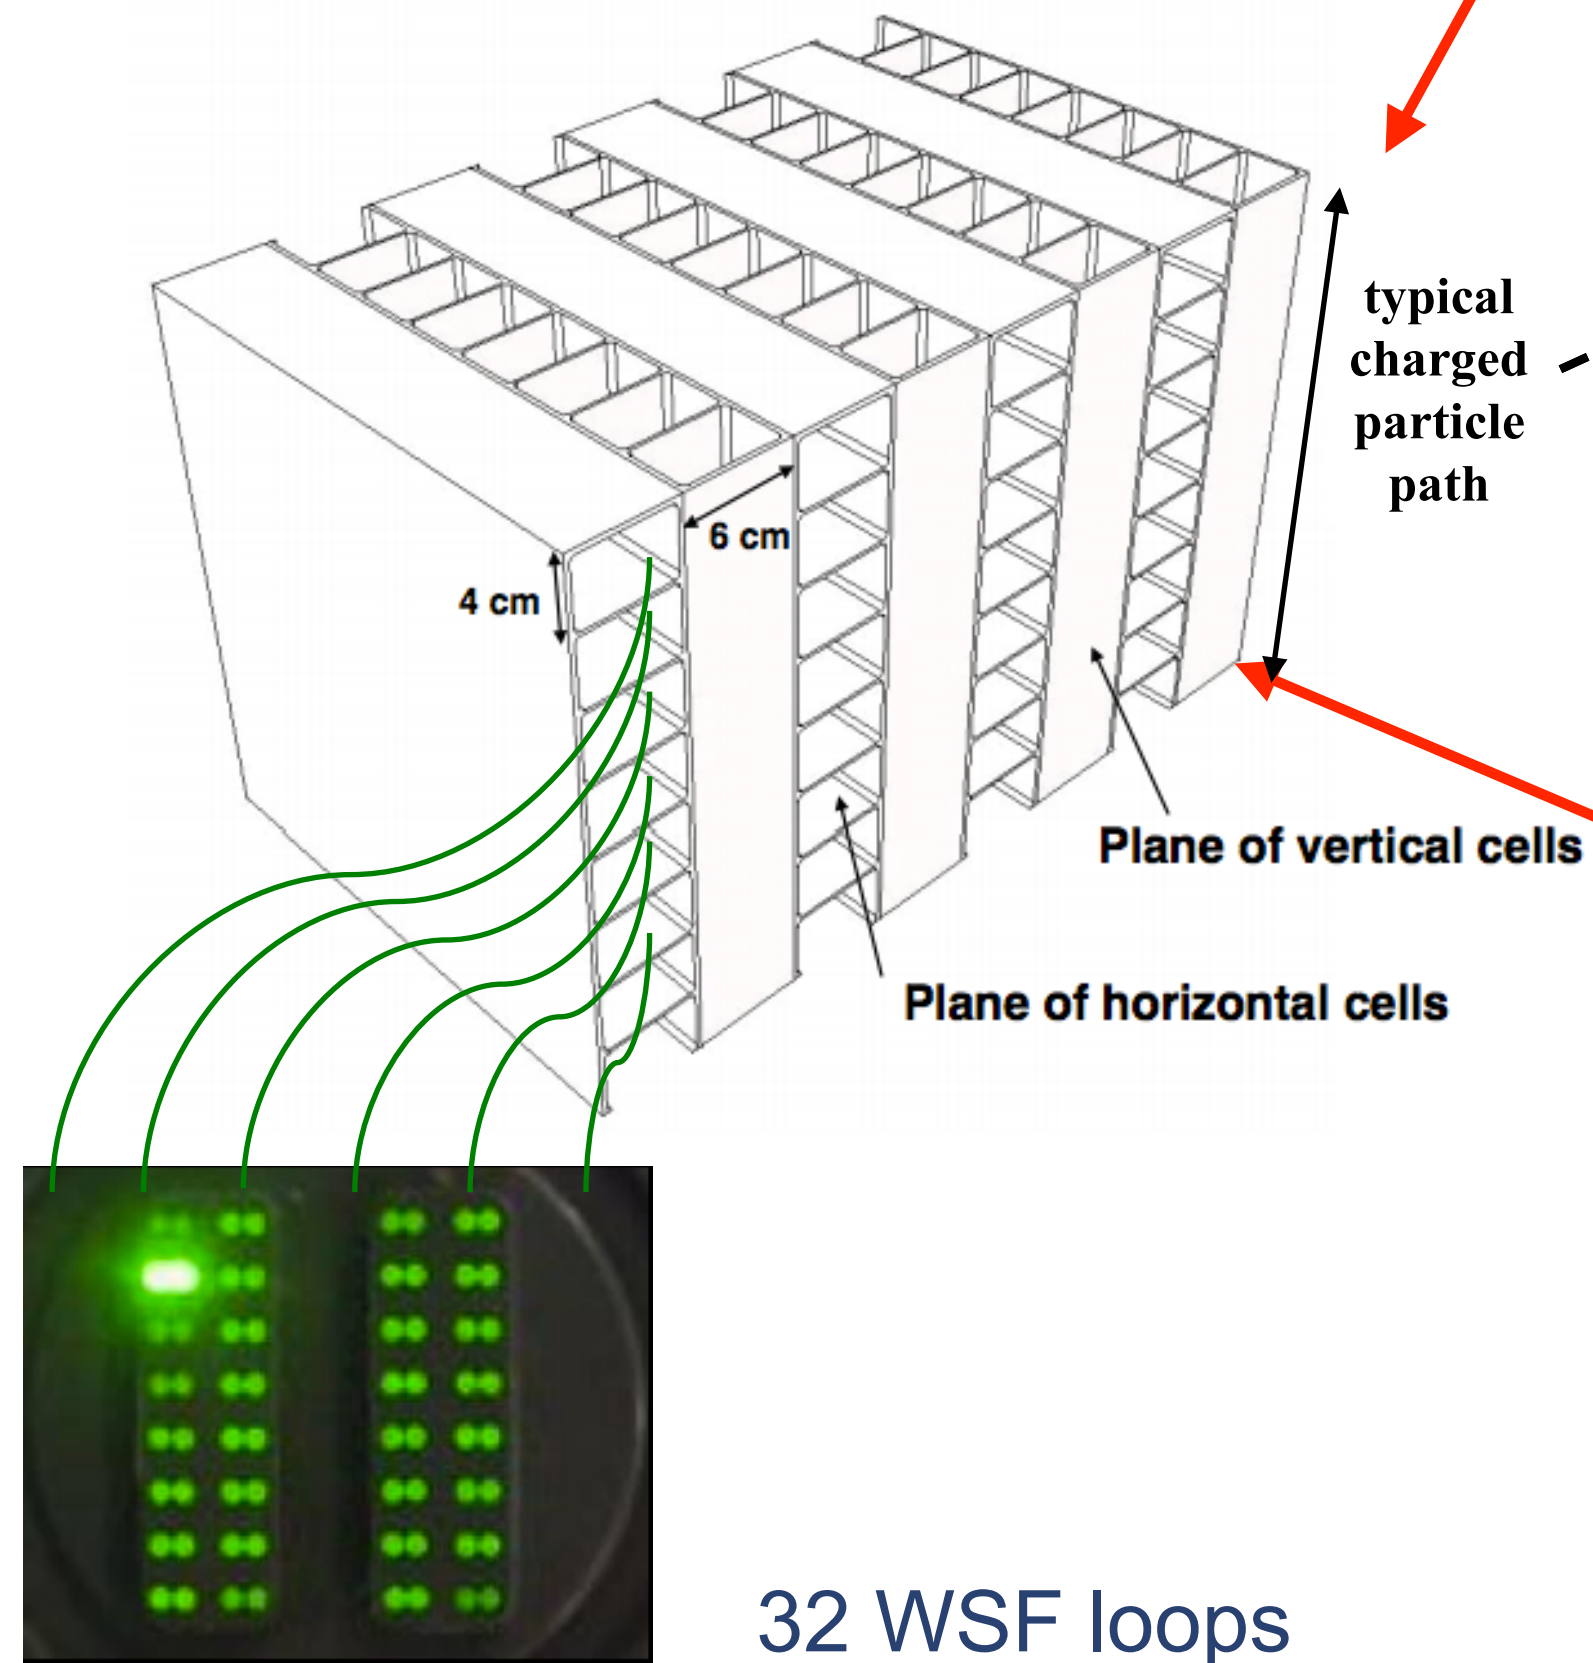 typical
charged
particle
path
6 cm
4 cm
Plane of vertical cells
Plane of horizontal cells
32 WSF loops